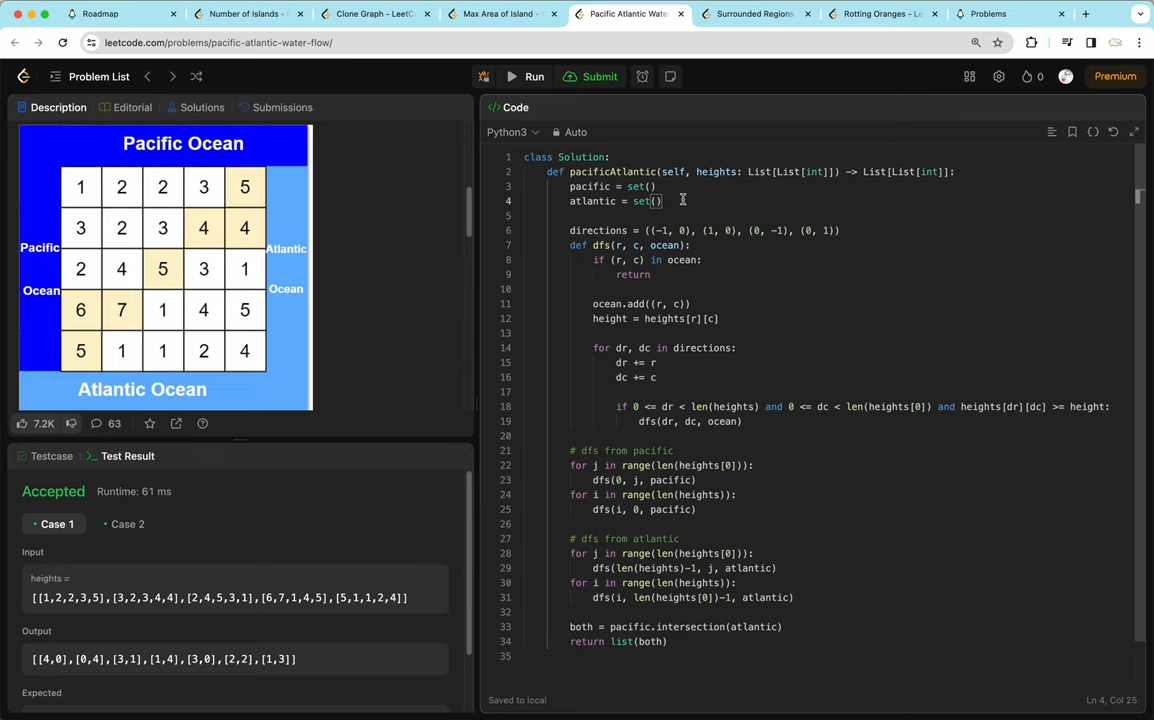 Roadmap
Number of Islands -
Clone Graph - LeetC
Max Area of Island -
Pacific Atlantic Wate
Surrounded Regions
Rotting Oranges - Le
Problems
leetcode.com/problems/pacific-atlantic-water-flow/
Problem List
Run
Submit
0
Premium
Description
Editorial
Solutions
Submissions
Pacific Ocean
1 2 2 3 5
3 2 3 4 4
Pacific
Atlantic
2 4 5 3 1
Ocean
Ocean
6 7 1 4 5
5 1 1 2 4
Atlantic Ocean
7.2K
63
Testcase
Test Result
Accepted
Runtime: 61 ms
• Case 1
• Case 2
Input
heights =
[[1,2,2,3,5],[3,2,3,4,4],[2,4,5,3,1],[6,7,1,4,5],[5,1,1,2,4]]
Output
[[4,0],[0,4],[3,1],[1,4],[3,0],[2,2],[1,3]]
Expected
</> Code
Python3
Auto
1 class Solution:
2 def pacificAtlantic(self, heights: List[List[int]]) -> List[List[int]]:
3 pacific = set()
4 atlantic = set()
5
6 directions = ((-1, 0), (1, 0), (0, -1), (0, 1))
7 def dfs(r, c, ocean):
8 if (r, c) in ocean:
9 return
10
11 ocean.add((r, c))
12 height = heights[r][c]
13
14 for dr, dc in directions:
15 dr += r
16 dc += c
17
18 if 0 <= dr < len(heights) and 0 <= dc < len(heights[0]) and heights[dr][dc] >= height:
19 dfs(dr, dc, ocean)
20
21 # dfs from pacific
22 for j in range(len(heights[0])):
23 dfs(0, j, pacific)
24 for i in range(len(heights)):
25 dfs(i, 0, pacific)
26
27 # dfs from atlantic
28 for j in range(len(heights[0])):
29 dfs(len(heights)-1, j, atlantic)
30 for i in range(len(heights)):
31 dfs(i, len(heights[0])-1, atlantic)
32
33 both = pacific.intersection(atlantic)
34 return list(both)
35
Saved to local
Ln 4, Col 25